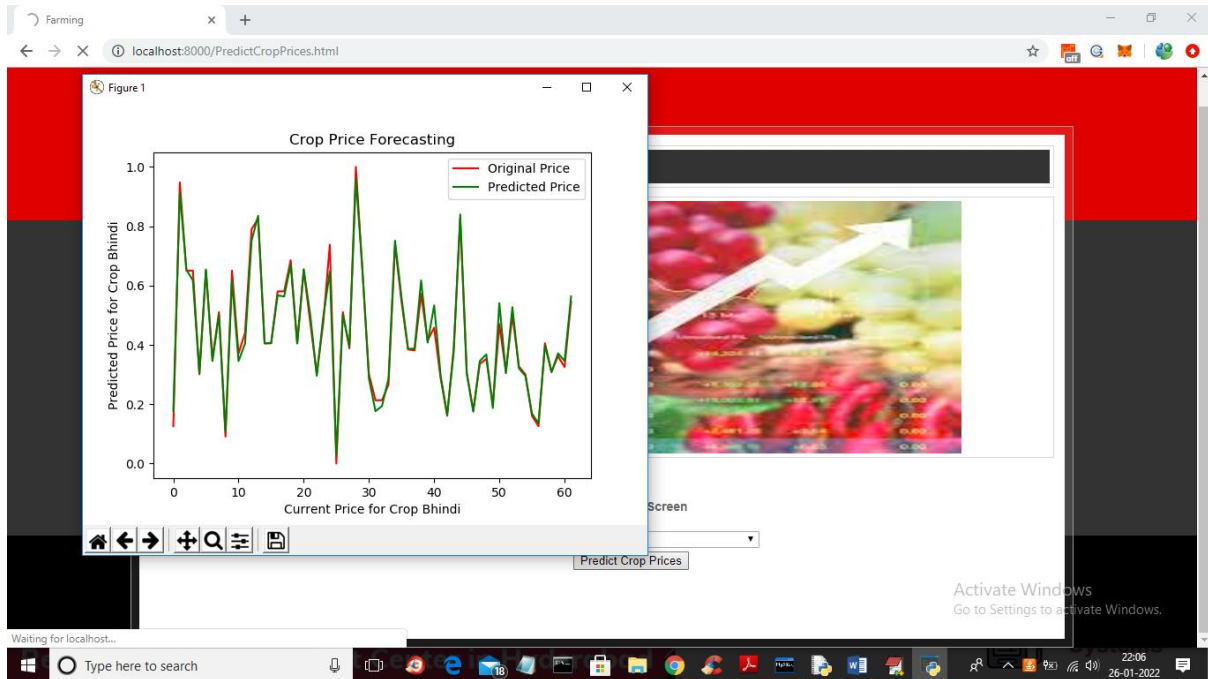 Farming
localhost:8000/PredictCropPrices.html
off
Figure 1
Crop Price Forecasting
Original Price
Predicted Price
Predicted Price for Crop Bhindi
1.0
0.8
0.6
0.4
0.2
0.0
0 10 20 30 40 50 60
Current Price for Crop Bhindi
Screen
Predict Crop Prices
Activate Windows
Go to Settings to activate Windows.
Waiting for localhost...
Type here to search
18
22:06
26-01-2022